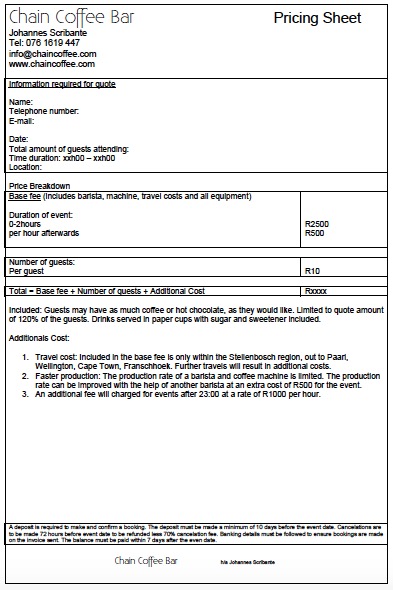 Chain Coffee Bar
Pricing Sheet
Johannes Scribante
Tel: 076 1619 447
info@chaincoffee.com
www.chaincoffee.com
Information required for quote
Name:
Telephone number:
E-mail:
Date:
Total amount of guests attending:
Time duration: xxh00 – xxh00
Location:
Price Breakdown
Base fee (includes barista, machine, travel costs and all equipment)
Duration of event:
0-2hours R2500
per hour afterwards R500
Number of guests:
Per guest R10
Total = Base fee + Number of guests + Additional Cost Rxxxx
Included: Guests may have as much coffee or hot chocolate, as they would like. Limited to quote amount
of 120% of the guests. Drinks served in paper cups with sugar and sweetener included.
Additionals Cost:
1. Travel cost: Included in the base fee is only within the Stellenbosch region, out to Paarl,
Wellington, Cape Town, Franschhoek. Further travels will result in additional costs.
2. Faster production: The production rate of a barista and coffee machine is limited. The production
rate can be improved with the help of another barista at an extra cost of R500 for the event.
3. An additional fee will charged for events after 23:00 at a rate of R1000 per hour.
A deposit is required to make and confirm a booking. The deposit must be made a minimum of 10 days before the event date. Cancelations are
to be made 72 hours before event date to be refunded less 70% cancelation fee. Banking details must be followed to ensure bookings are made
on the invoice sent. The balance must be paid within 7 days after the even date.
Chain Coffee Bar h/a Johannes Scribante